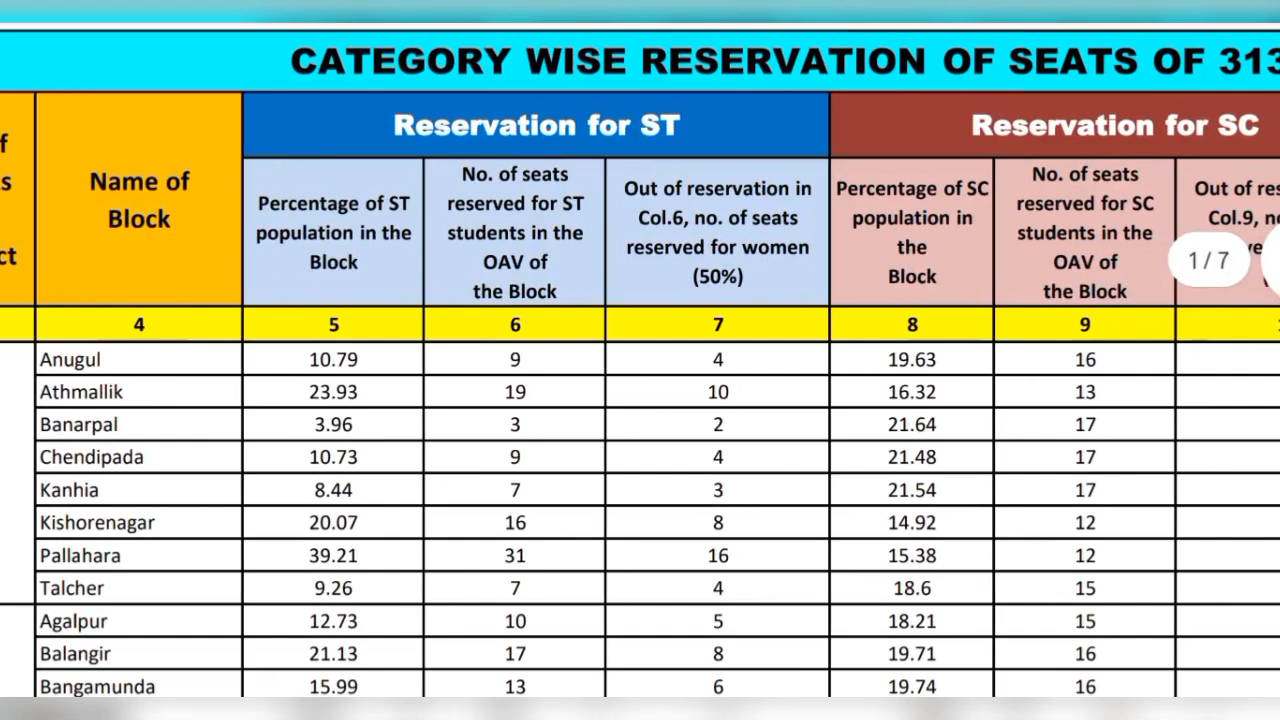 CATEGORY WISE RESERVATION OF SEATS OF 313
f
s
ct
Name of
Block
Reservation for ST
Reservation for SC
Percentage of ST
population in the
Block
No. of seats
reserved for ST
students in the
OAV of
the Block
Out of reservation in
Col.6, no. of seats
reserved for women
(50%)
Percentage of SC
population in
the
Block
No. of seats
reserved for SC
students in the
OAV of
the Block
Out of res
Col.9, no
1 / 7
4 5 6 7 8 9
Anugul 10.79 9 4 19.63 16
Athmallik 23.93 19 10 16.32 13
Banarpal 3.96 3 2 21.64 17
Chendipada 10.73 9 4 21.48 17
Kanhia 8.44 7 3 21.54 17
Kishorenagar 20.07 16 8 14.92 12
Pallahara 39.21 31 16 15.38 12
Talcher 9.26 7 4 18.6 15
Agalpur 12.73 10 5 18.21 15
Balangir 21.13 17 8 19.71 16
Bangamunda 15.99 13 6 19.74 16